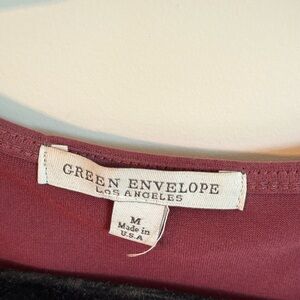 GREEN ENVELOPE
LOS ANGELES
M
Made in
U.S.A